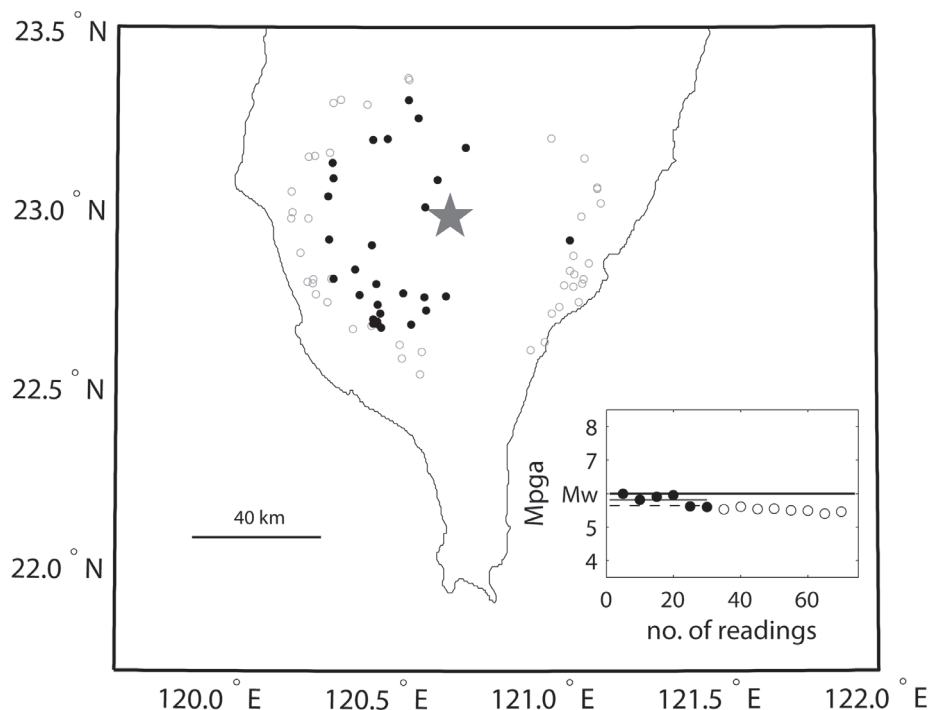 23.5 ° N
23.0 ° N
22.5 ° N
22.0 ° N
40 km
8
7
Mw
5
4
Mpga
0 20 40 60
no. of readings
120.0 ° E 120.5 ° E 121.0 ° E 121.5 ° E 122.0 ° E